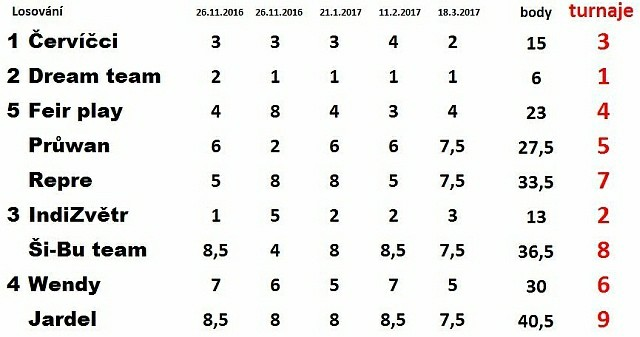 Losování 26.11.2016 26.11.2016 21.1.2017 11.2.2017 18.3.2017 body turnaje
1 Červíčci 3 3 3 4 2 15 3
2 Dream team 2 1 1 1 1 6 1
5 Feir play 4 8 4 3 4 23 4
Průwan 6 2 6 6 7,5 27,5 5
Repre 5 8 8 5 7,5 33,5 7
3 IndiZvětr 1 5 2 2 3 13 2
Ši-Bu team 8,5 4 8 8,5 7,5 36,5 8
4 Wendy 7 6 5 7 5 30 6
Jardel 8,5 8 8 8,5 7,5 40,5 9